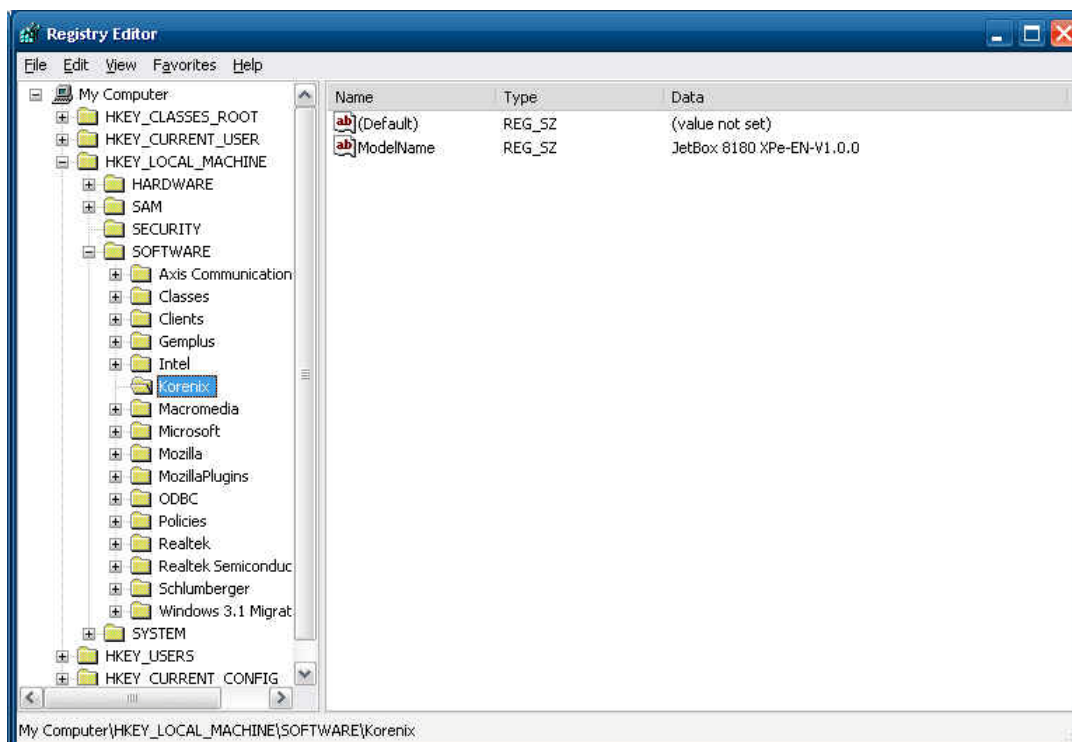 Registry Editor
File Edit View Favorites Help
My Computer
HKEY_CLASSES_ROOT
HKEY_CURRENT_USER
HKEY_LOCAL_MACHINE
HARDWARE
SAM
SECURITY
SOFTWARE
Axis Communication
Classes
Clients
Gemplus
Intel
Korenix
Macromedia
Microsoft
Mozilla
MozillaPlugins
ODBC
Policies
Realtek
Realtek Semiconduc
Schlumberger
Windows 3.1 Migrat
SYSTEM
HKEY_USERS
HKEY_CURRENT_CONFIG
Name Type Data
ab (Default) REG_SZ (value not set)
ab ModelName REG_SZ JetBox 8180 XPe-EN-V1.0.0
My Computer\HKEY_LOCAL_MACHINE\SOFTWARE\Korenix